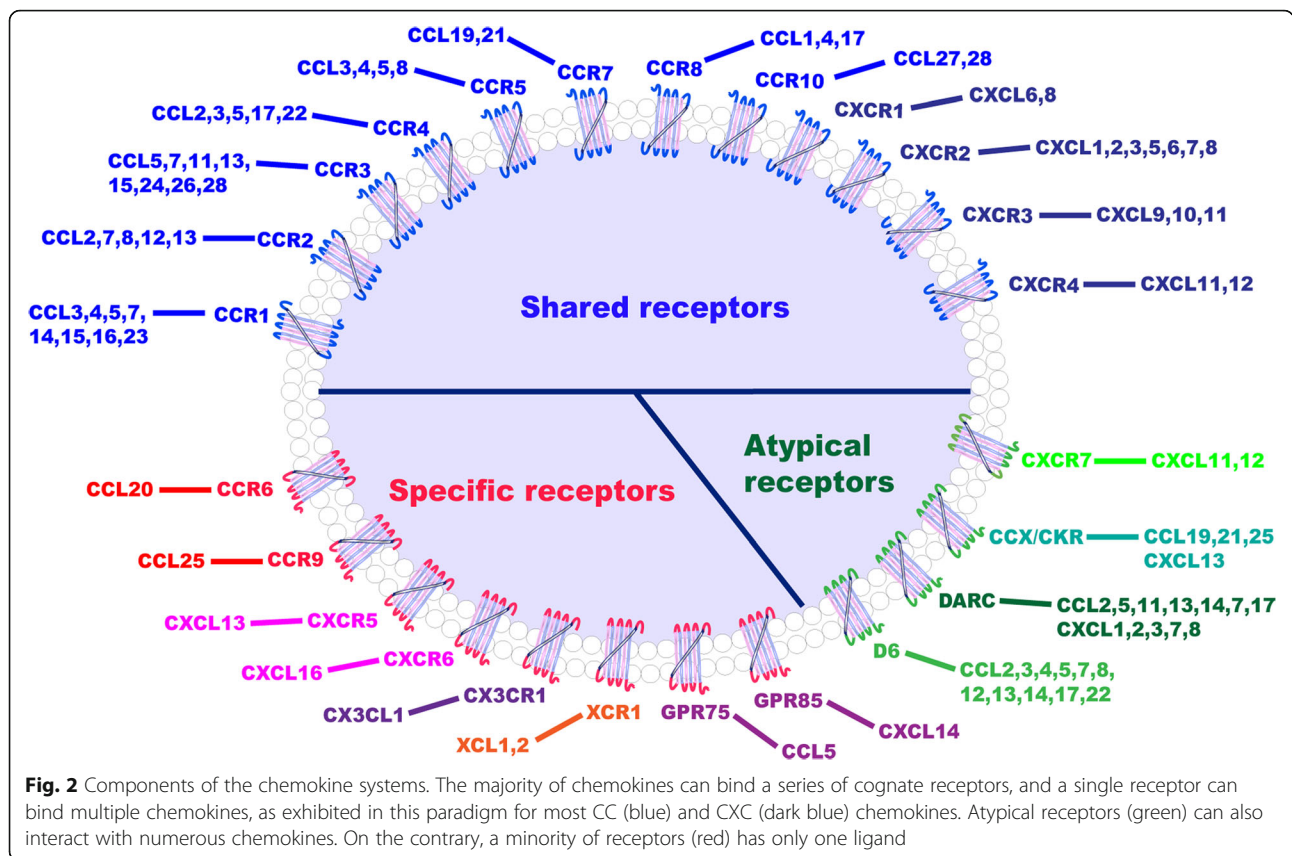 CCL19,21
CCR7
CCL1,4,17
CCR8
CCL3,4,5,8
CCR5
CCL27,28
CCR10
CCL2,3,5,17,22
CCR4
CXCL6,8
CXCR1
CCL5,7,11,13,
15,24,26,28
CCR3
CXCR2
CXCL1,2,3,5,6,7,8
CCL2,7,8,12,13
CCR2
CXCR3
CXCL9,10,11
CCL3,4,5,7,
14,15,16,23
CCR1
CXCR4
CXCL11,12
Shared receptors
Specific receptors
Atypical
receptors
CCL20
CCR6
CCL25
CCR9
CXCL13
CXCR5
CXCL16
CXCR6
CX3CL1
CX3CR1
XCL1,2
XCR1
GPR75
CCL5
GPR85
CXCL14
CXCR7
CXCL11,12
CCX/CKR
CCL19,21,25
CXCL13
DARC
CCL2,5,11,13,14,7,17
CXCL1,2,3,7,8
D6
CCL2,3,4,5,7,8,
12,13,14,17,22
Fig. 2 Components of the chemokine systems. The majority of chemokines can bind a series of cognate receptors, and a single receptor can
bind multiple chemokines, as exhibited in this paradigm for most CC (blue) and CXC (dark blue) chemokines. Atypical receptors (green) can also
interact with numerous chemokines. On the contrary, a minority of receptors (red) has only one ligand